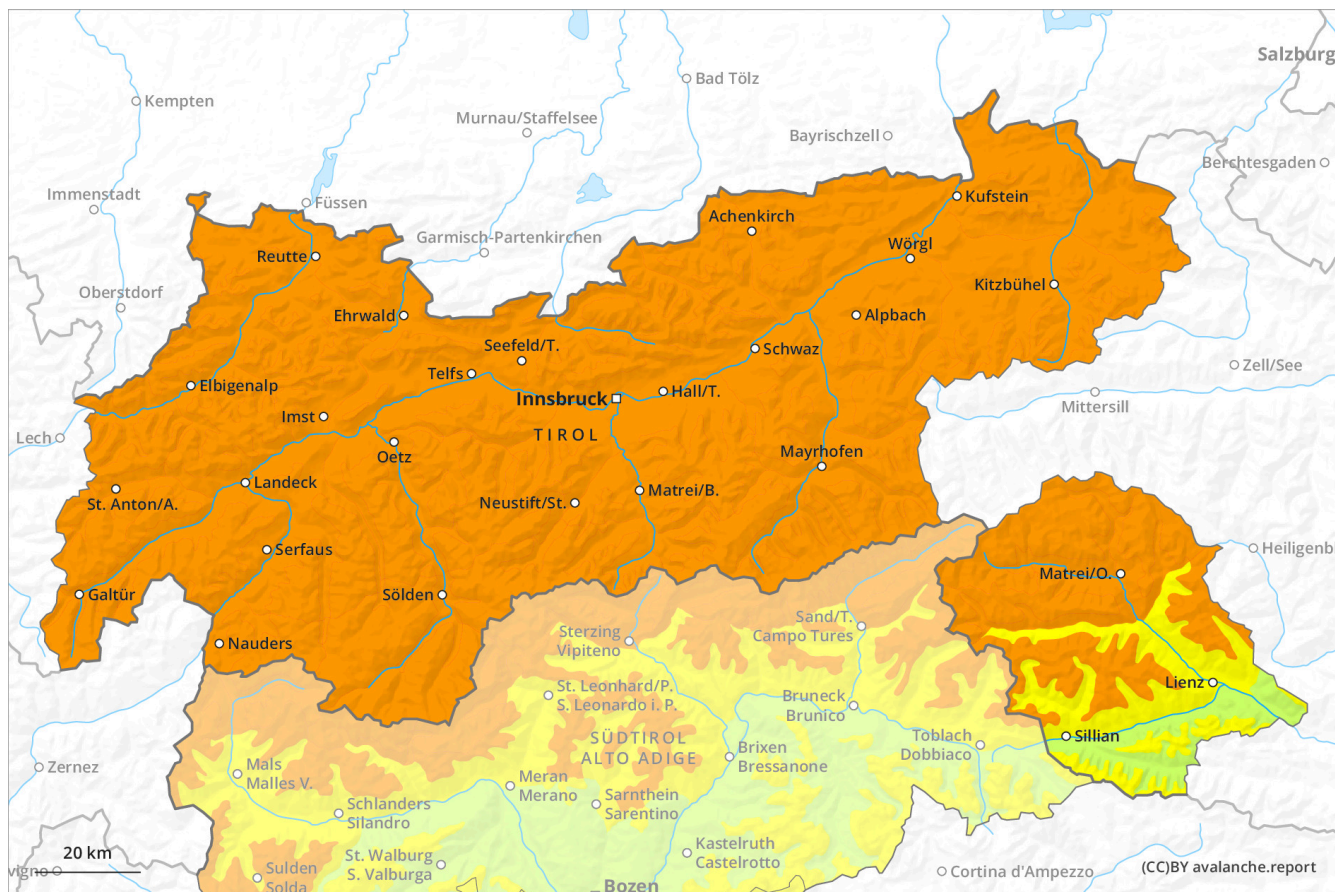 Salzburg
Bad Tölz
Kempten
Murnau/Staffelsee
Bayrischzell
Berchtesgaden
Immenstadt
Füssen
Kufstein
Achenkirch
Garmisch-Partenkirchen
Wörgl
Reutte
Oberstdorf
Kitzbühel
Ehrwald
Alpbach
Seefeld/T.
Schwaz
Zell/See
Telfs
Elbigenalp
Hall/T.
Innsbruck
Mittersill
Imst
Lech
TIROL
Oetz
Mayrhofen
Landeck
Matrei/B.
St. Anton/A.
Neustift/St.
Serfaus
Heiligenb
Matrei/O.
Galtür
Sölden
Sand/T.
Campo Tures
Sterzing
Vipiteno
Nauders
Lienz
St. Leonhard/P.
S. Leonardo i. P.
Bruneck
Brunico
SÜDTIROL
ALTO ADIGE
Toblach
Dobbiaco
Sillian
Brixen
Bressanone
Zernez
Mals
Malles V.
Meran
Merano
Sarnthein
Sarentino
Schlanders
Silandro
Kastelruth
Castelrotto
20 km
St. Walburg
S. Valburga
vigno
Sulden
Solda
Cortina d'Ampezzo
(CC)BY avalanche.report
Bozen